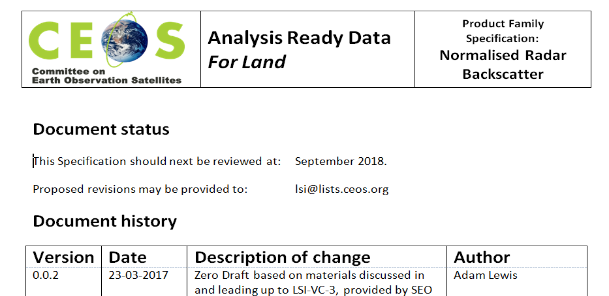 CEOS
Committee on
Earth Observation Satellites
Analysis Ready Data
For Land
Product Family
Specification:
Normalised Radar
Backscatter
Document status
This Specification should next be reviewed at: September 2018.
Proposed revisions may be provided to: lsi@lists.ceos.org
Document history
Version Date Description of change Author
0.0.2 23-03-2017 Zero Draft based on materials discussed in Adam Lewis
and leading up to LSI-VC-3, provided by SEO